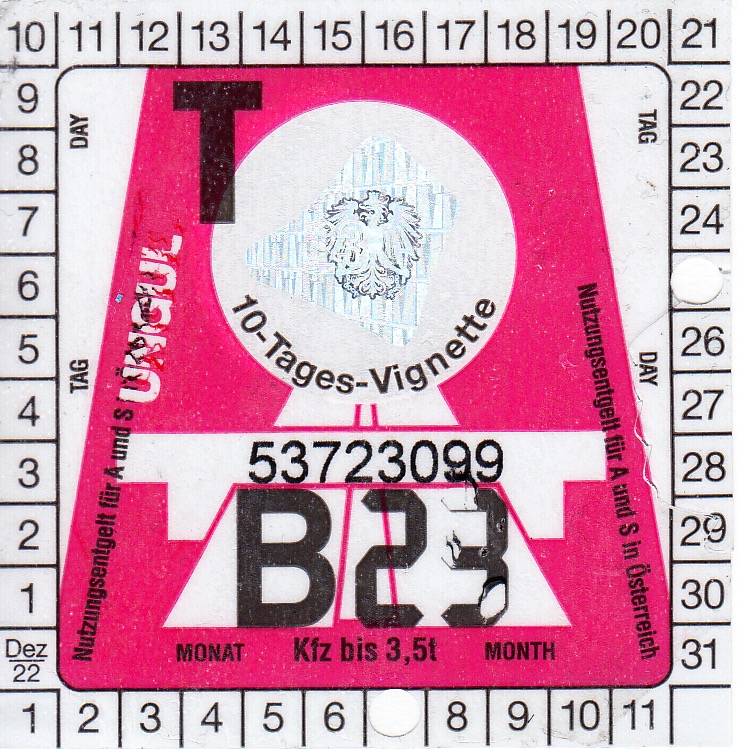 10 11 12 13 14 15 16 17 18 19 20 21
9
8
7
6
5
4
3
2
1
Dez
22
DAY
TAG
T
TAG
DAY
22
23
24
26
27
28
29
30
31
10-Tages-Vignette
Nutzungsentgelt für A und S
Nutzungsentgelt für A und S in Österreich
53723099
B23
MONAT Kfz bis 3,5t MONTH
1 2 3 4 5 6 8 9 10 11